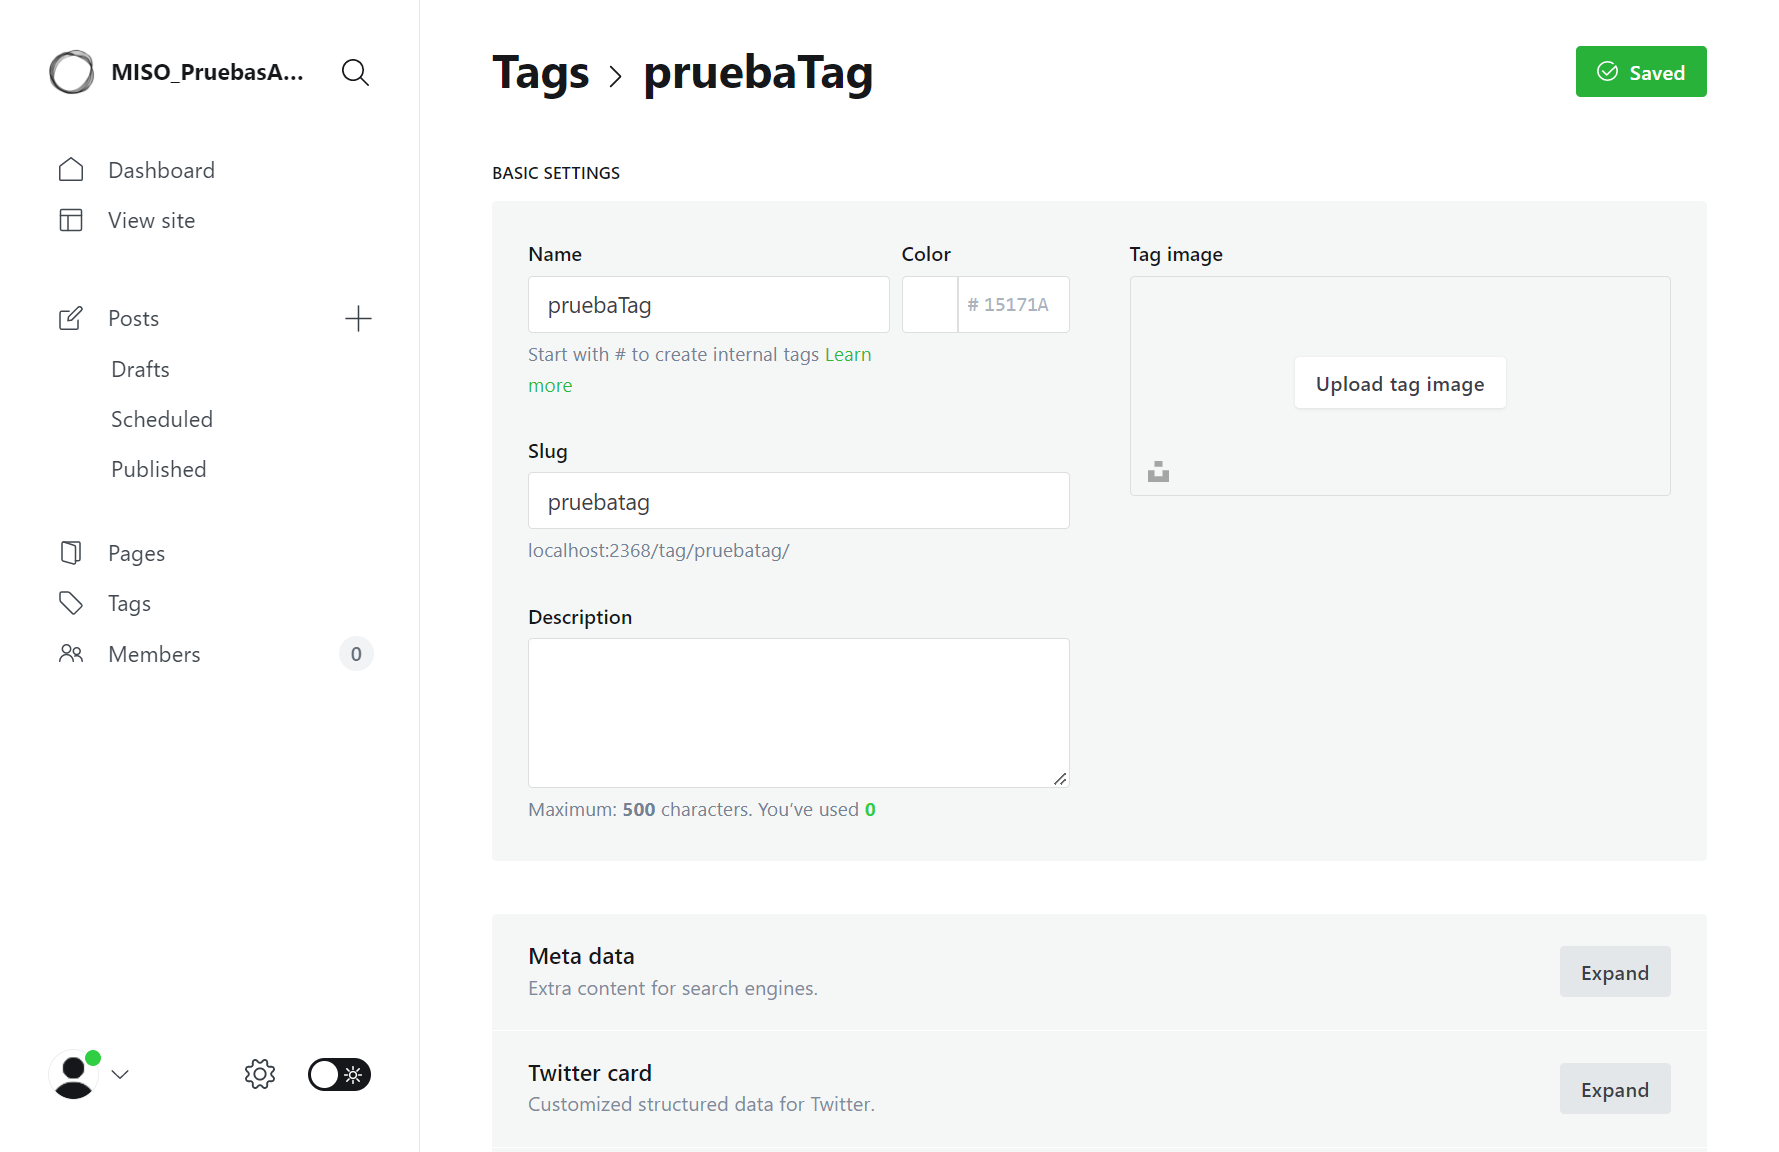 MISO_PruebasA...
Dashboard
View site
Posts
Drafts
Scheduled
Published
Pages
Tags
Members 0
Tags > pruebaTag
Saved
BASIC SETTINGS
Name
pruebaTag
Start with # to create internal tags Learn
more
Color
# 15171A
Slug
pruebatag
localhost:2368/tag/pruebatag/
Description
Maximum: 500 characters. You’ve used 0
Tag image
Upload tag image
Meta data
Extra content for search engines.
Expand
Twitter card
Customized structured data for Twitter.
Expand